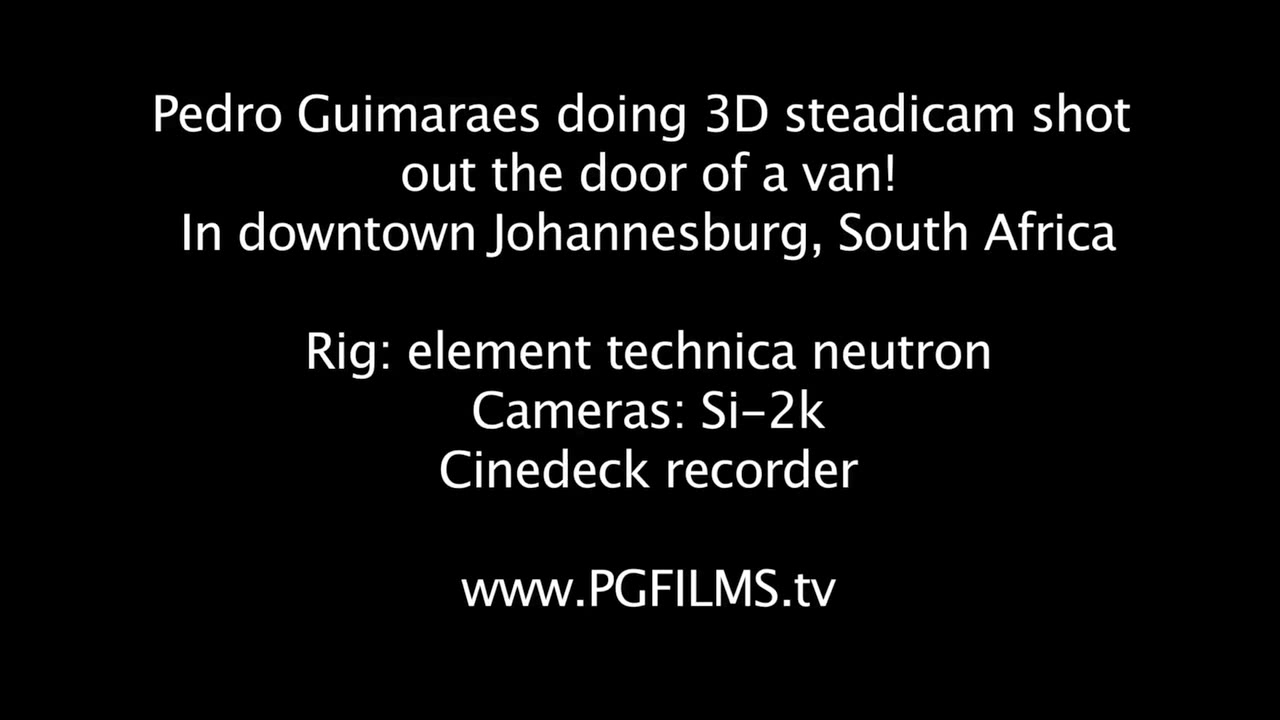 Pedro Guimaraes doing 3D steadicam shot
out the door of a van!
In downtown Johannesburg, South Africa
Rig: element technica neutron
Cameras: Si-2k
Cinedeck recorder
www.PGFILMS.tv